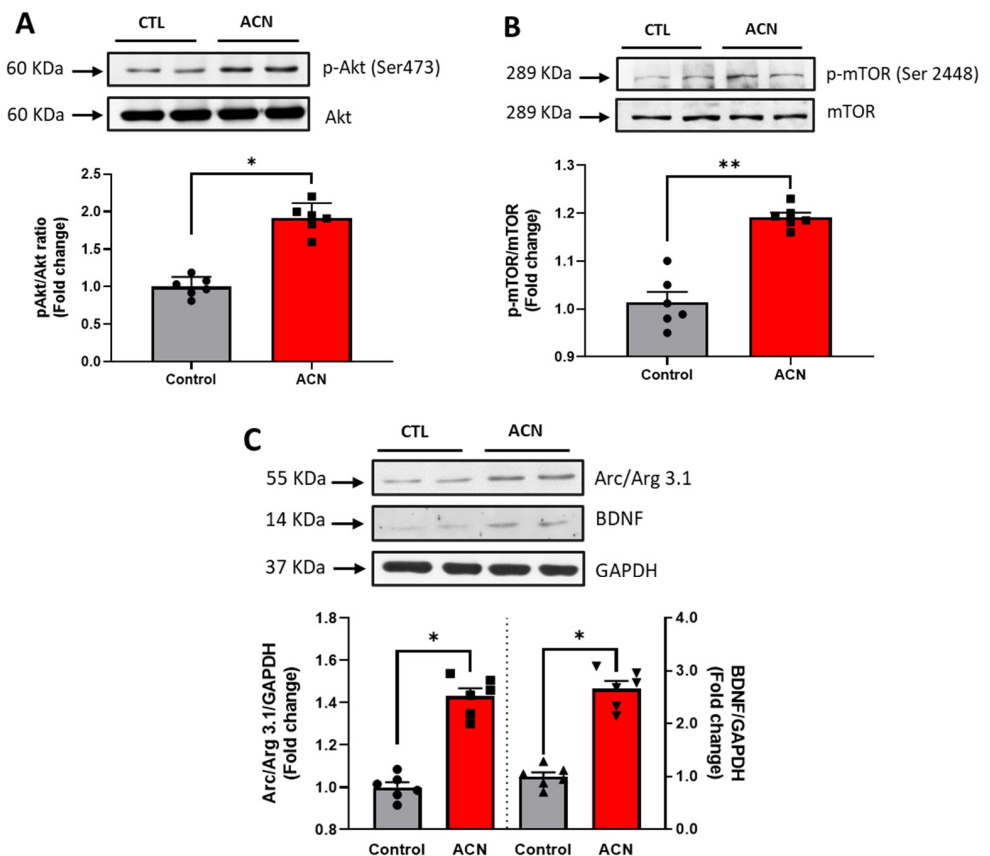 A
CTL ACN
60 KDa p-Akt (Ser473)
60 KDa Akt
*
2.5
2.0
1.5
1.0
0.5
0.0
pAkt/Akt ratio
(Fold change)
Control ACN
B
CTL ACN
289 KDa p-mTOR (Ser 2448)
289 KDa mTOR
**
1.3
1.2
1.1
1.0
0.9
p-mTOR/mTOR
(Fold change)
Control ACN
C
CTL ACN
55 KDa Arc/Arg 3.1
14 KDa BDNF
37 KDa GAPDH
* *
1.8
1.6
1.4
1.2
1.0
0.8
Arc/Arg 3.1/GAPDH
(Fold change)
4.0
3.0
2.0
1.0
0.0
BDNF/GAPDH
(Fold change)
Control ACN Control ACN